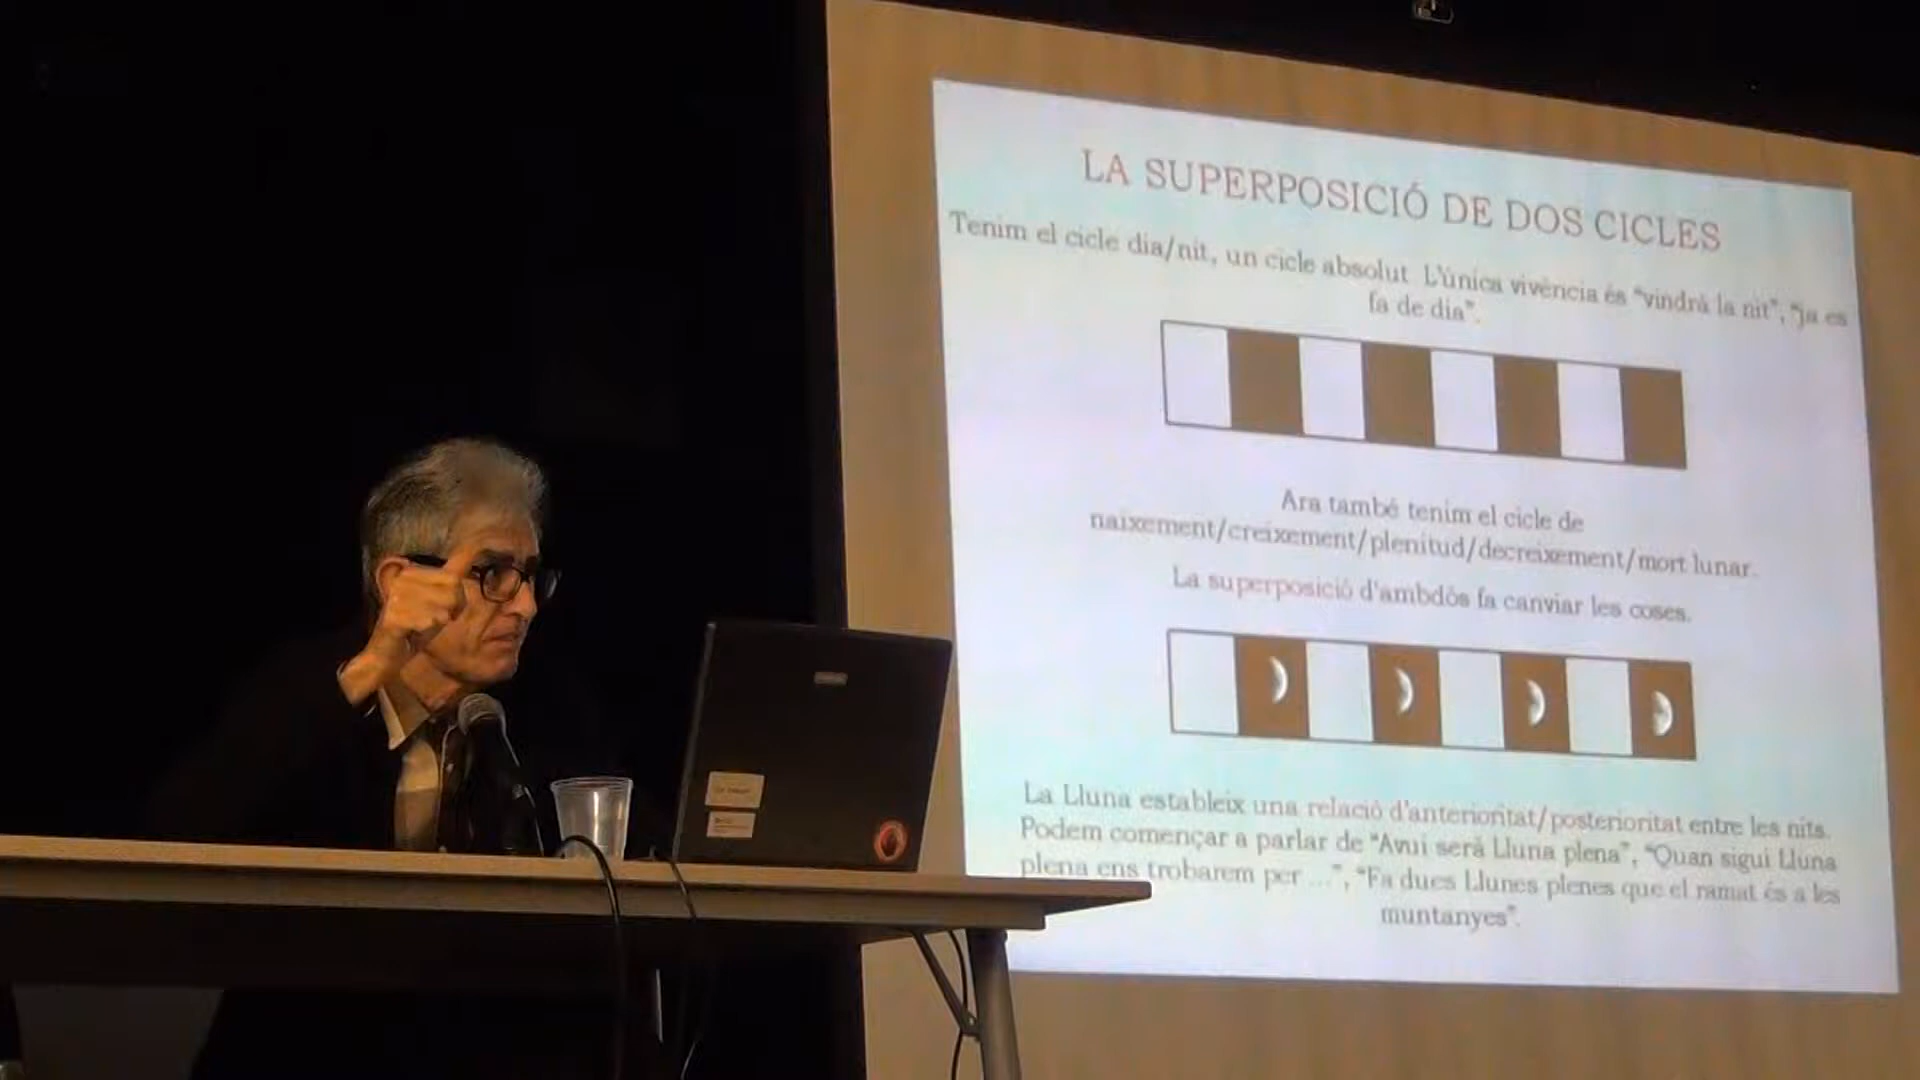 LA SUPERPOSICIÓ DE DOS CICLES
Tenim el cicle dia/nit, un cicle absolut L'única vivència és "vindrà la nit", "ja es
fa de dia".
Ara també tenim el cicle de
naixement/creixement/plenitud/decreixement/mort lunar.
La superposició d'ambdós fa canviar les coses.
La Lluna estableix una relació d'anterioritat/posterioritat entre les nits.
Podem començar a parlar de "Avui serà Lluna plena", "Quan sigui Lluna
plena ens trobarem per ...", "Fa dues Llunes plenes que el ramat és a les
muntanyes".